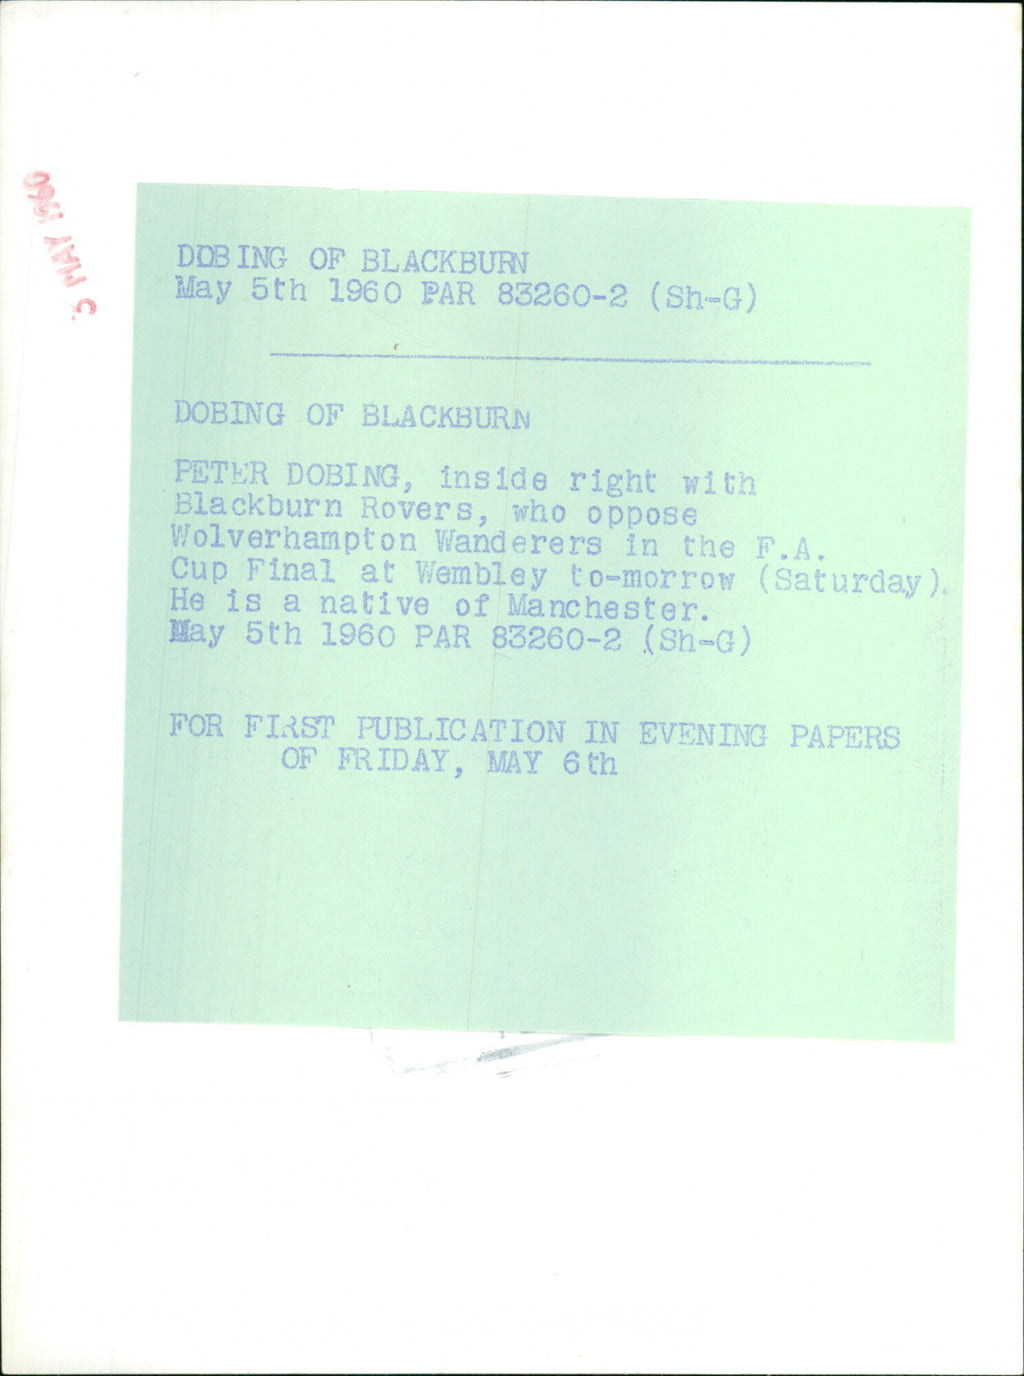 5 MAY 1960
DOBING OF BLACKBURN
May 5th 1960 PAR 83260-2 (Sh-G)
DOBING OF BLACKBURN
PETER DOBING, inside right with
Blackburn Rovers, who oppose
Wolverhampton Wanderers in the F.A.
Cup Final at Wembley to-morrow (Saturday).
He is a native of Manchester.
May 5th 1960 PAR 83260-2 (Sh-G)
FOR FIRST PUBLICATION IN EVENING PAPERS
OF FRIDAY, MAY 6th